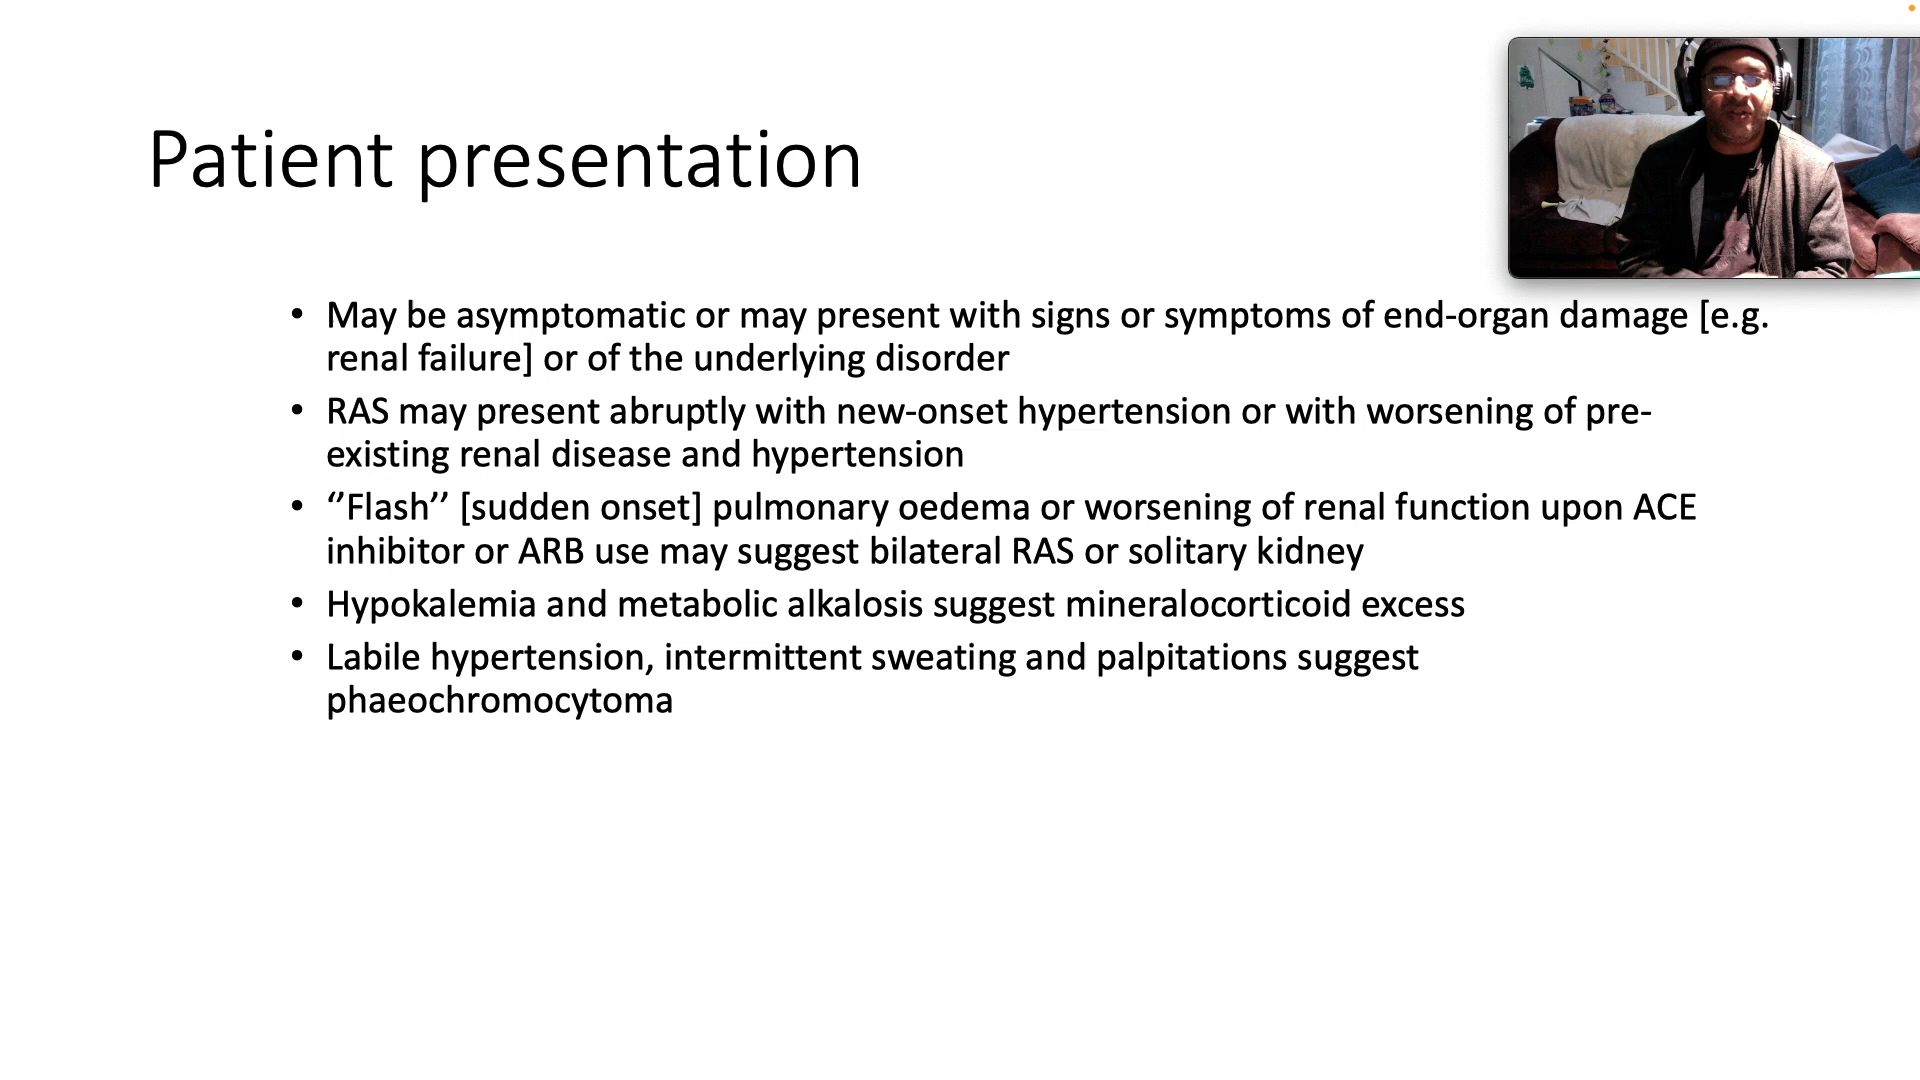 Patient presentation
• May be asymptomatic or may present with signs or symptoms of end-organ damage [e.g.
renal failure] or of the underlying disorder
• RAS may present abruptly with new-onset hypertension or with worsening of pre-
existing renal disease and hypertension
• ‘’Flash’’ [sudden onset] pulmonary oedema or worsening of renal function upon ACE
inhibitor or ARB use may suggest bilateral RAS or solitary kidney
• Hypokalemia and metabolic alkalosis suggest mineralocorticoid excess
• Labile hypertension, intermittent sweating and palpitations suggest
phaeochromocytoma